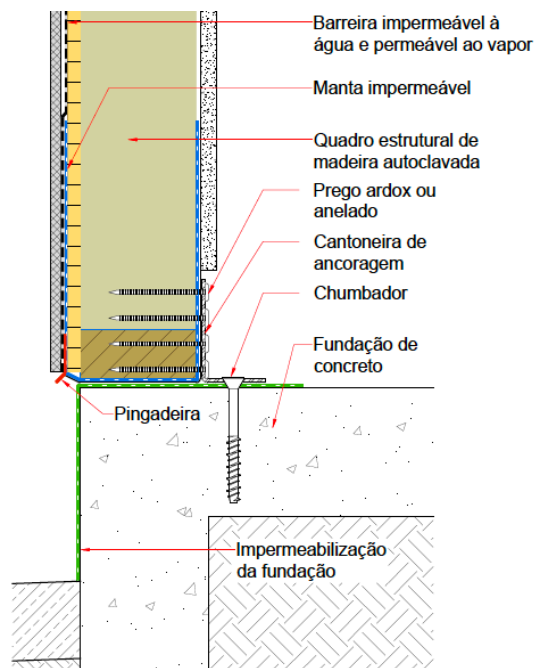 Barreira impermeável à
água e permeável ao vapor
Manta impermeável
Quadro estrutural de
madeira autoclavada
Prego ardox ou
anelado
Cantoneira de
ancoragem
Chumbador
Fundação de
concreto
Pingadeira
Impermeabilização
da fundação